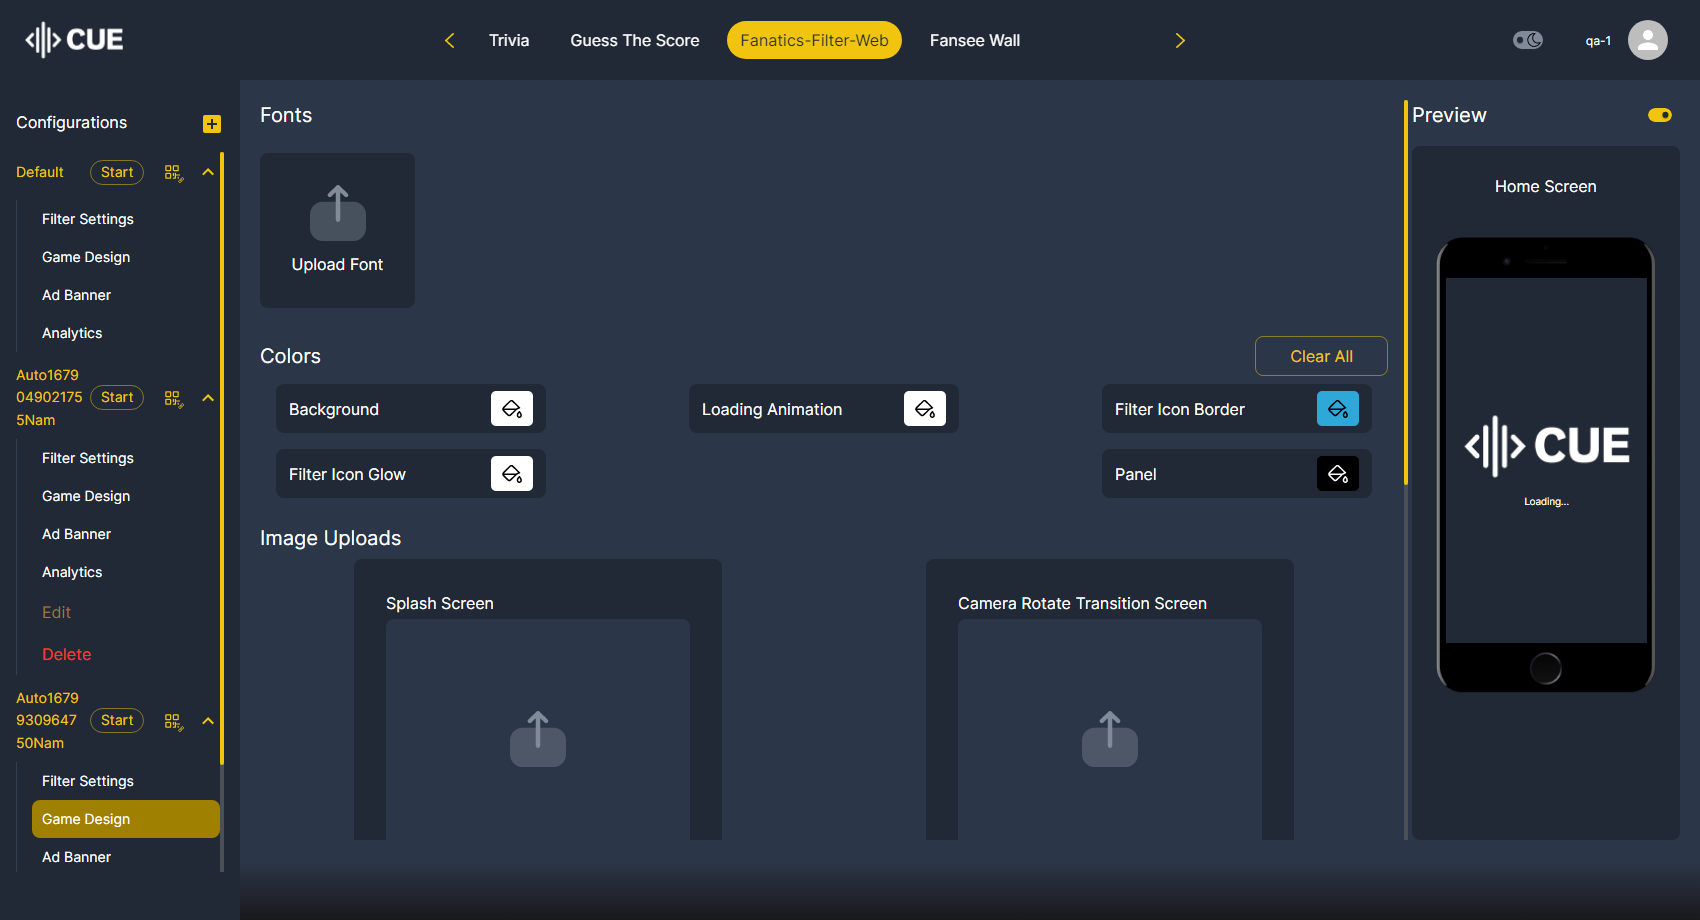 CUE
Trivia
Guess The Score
Fanatics-Filter-Web
Fansee Wall
qa-1
Configurations
Default
Start
Filter Settings
Game Design
Ad Banner
Analytics
Auto1679
04902175
5Nam
Start
Filter Settings
Game Design
Ad Banner
Analytics
Edit
Delete
Auto1679
9309647
50Nam
Start
Filter Settings
Game Design
Ad Banner
Fonts
Upload Font
Colors
Clear All
Background
Loading Animation
Filter Icon Border
Filter Icon Glow
Panel
Image Uploads
Splash Screen
Camera Rotate Transition Screen
Preview
Home Screen
CUE
Loading...